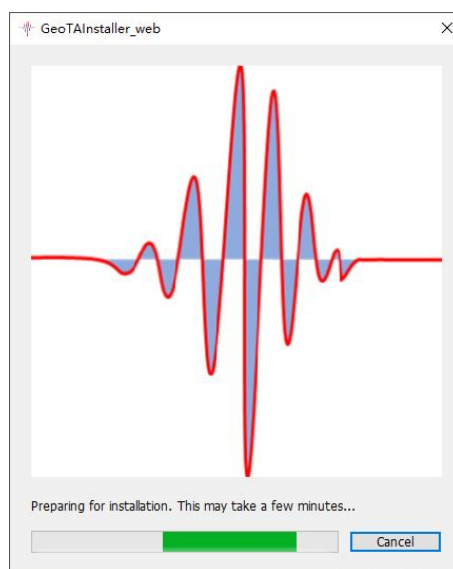 GeoTAInstaller_web
Preparing for installation. This may take a few minutes...
Cancel